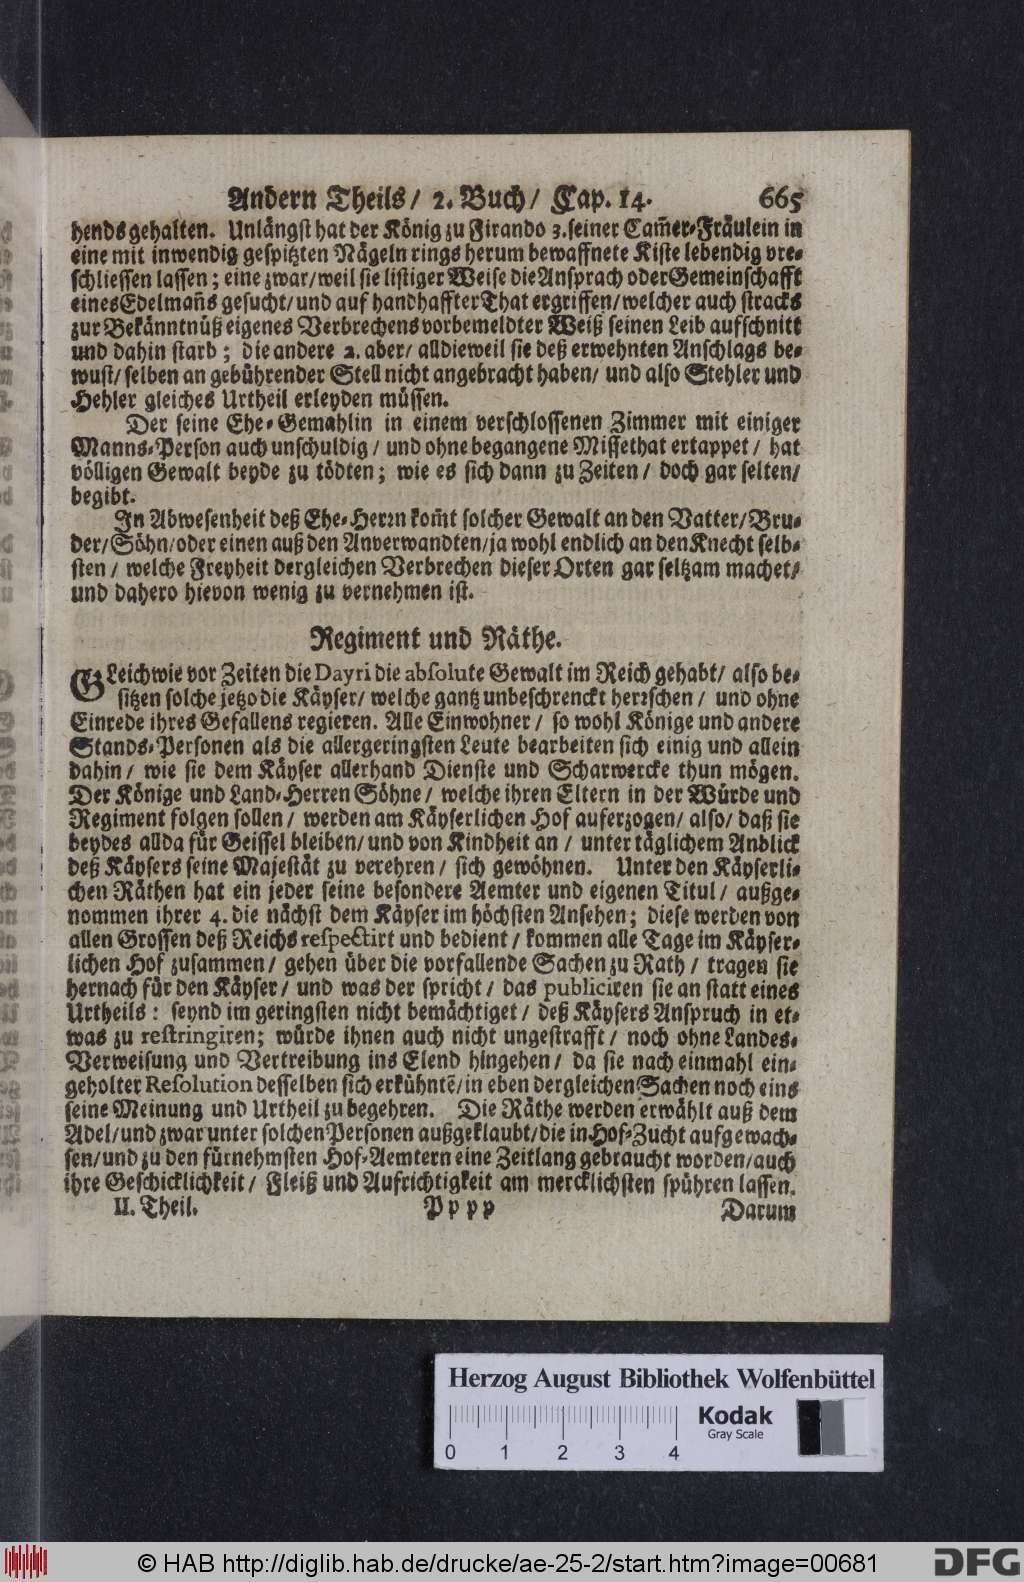 Andern Theils/ 2. Buch/ Cap. 14. 665
hends gehalten. Unlängst hat der König zu Firando 3. seiner Cam̃er-Fräulein in
eine mit inwendig gespitzten Nägeln rings herum bewaffnete Kiste lebendig vre-
schliessen lassen; eine zwar/ weil sie listiger Weise die Ansprach oder Gemeinschafft
eines Edelmañs gesucht/ und auf handhaffter That ergriffen/ welcher auch stracks
zur Bekänntnüß eigenes Verbrechens vorbemeldter Weiß seinen Leib aufschnitt
und dahin starb; die andere 2. aber/ alldieweil sie deß erwehnten Anschlags be-
wust/ selben an gebührender Stell nicht angebracht haben/ und also Stehler und
Hehler gleiches Urtheil erleyden müssen.
Der seine Ehe-Gemahlin in einem verschlossenen Zimmer mit einiger
Manns-Person auch unschuldig/ und ohne begangene Missethat ertappet/ hat
völligen Gewalt beyde zu tödten; wie es sich dann zu Zeiten/ doch gar selten/
begibt.
In Abwesenheit deß Ehe-Herrn kom̃t solcher Gewalt an den Vatter/ Bru-
der/ Söhn/ oder einen auß den Anverwandten/ ja wohl endlich an den Knecht selb-
sten/ welche Freyheit dergleichen Verbrechen dieser Orten gar seltzam machet/
und dahero hievon wenig zu vernehmen ist.
Regiment und Räthe.
GLeichwie vor Zeiten die Dayri die absolute Gewalt im Reich gehabt/ also be-
sitzen solche jetzo die Käyser/ welche gantz unbeschrenckt herrschen/ und ohne
Einrede ihres Gefallens regieren. Alle Einwohner/ so wohl Könige und andere
Stands-Personen als die allergeringsten Leute bearbeiten sich einig und allein
dahin/ wie sie dem Käyser allerhand Dienste und Scharwercke thun mögen.
Der Könige und Land-Herren Söhne/ welche ihren Eltern in der Würde und
Regiment folgen sollen/ werden am Käyserlichen Hof auferzogen/ also/ daß sie
beydes allda für Geissel bleiben/ und von Kindheit an/ unter täglichem Anblick
deß Käysers seine Majestät zu verehren/ sich gewöhnen. Unter den Käyserli-
chen Räthen hat ein jeder seine besondere Aemter und eigenen Titul/ außge-
nommen ihrer 4. die nächst dem Käyser im höchsten Ansehen; diese werden von
allen Grossen deß Reichs respectirt und bedient/ kommen alle Tage im Käyser-
lichen Hof zusammen/ gehen über die vorfallende Sachen zu Rath/ tragen sie
hernach für den Käyser/ und was der spricht/ das publiciren sie an statt eines
Urtheils: seynd im geringsten nicht bemächtiget/ deß Käysers Anspruch in et-
was zu restringiren; würde ihnen auch nicht ungestrafft/ noch ohne Landes-
Verweisung und Vertreibung ins Elend hingehen/ da sie nach einmahl ein-
geholter Resolution desselben sich erkühntẽ/ in eben dergleichen Sachen noch eins
seine Meinung und Urtheil zu begehren. Die Räthe werden erwählt auß dem
Adel/ und zwar unter solchen Personen außgeklaubt/ die in Hof-Zucht aufgewach-
sen/ und zu den fürnehmsten Hof-Aemtern eine Zeitlang gebraucht worden/ auch
ihre Geschicklichkeit/ Fleiß und Aufrichtigkeit am mercklichsten spühren lassen.
II. Theil. Pppp Darum
Herzog August Bibliothek Wolfenbüttel
Kodak
Gray Scale
0 1 2 3 4
© HAB http://diglib.hab.de/drucke/ae-25-2/start.htm?image=00681
DFG